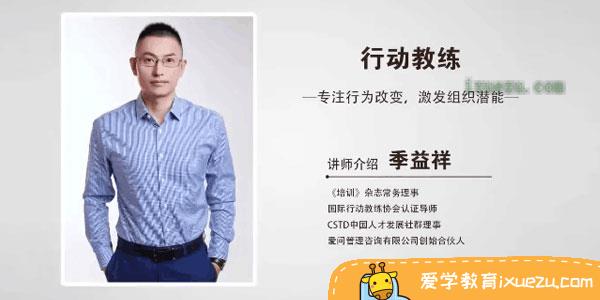 行动教练
ixuezu.com
—专注行为改变，激发组织潜能—
讲师介绍 季益祥
《培训》杂志常务理事
国际行动教练协会认证导师
CSTD中国人才发展社群理事
爱问管理咨询有限公司创始合伙人
爱学教育ixuezu.com